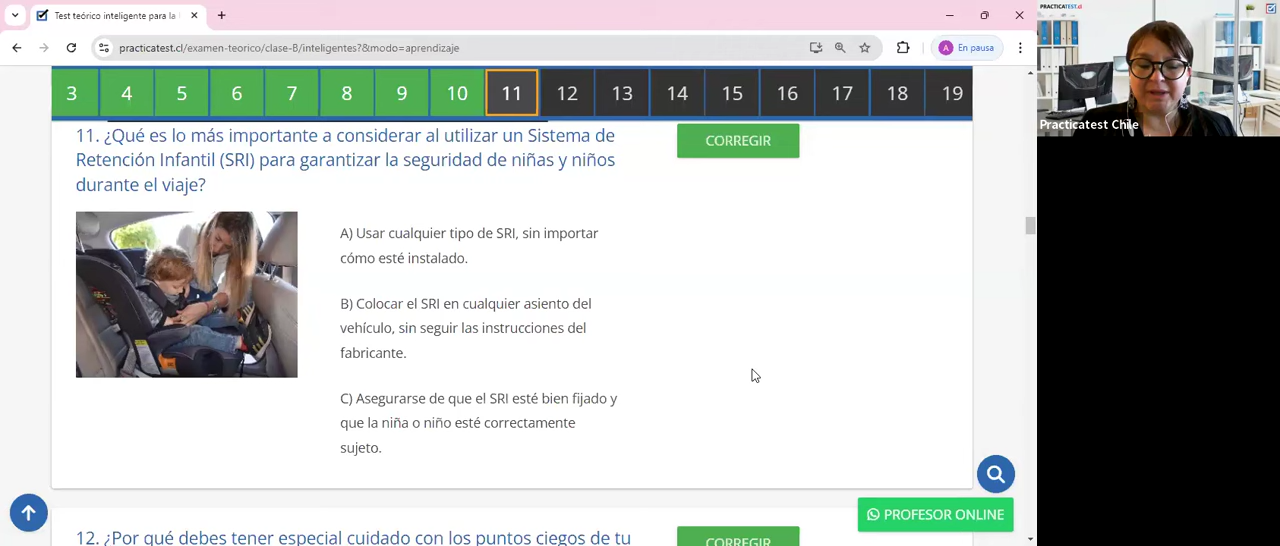 Test teórico inteligente para la
practicatest.cl/examen-teorico/clase-B/inteligentes?&modo=aprendizaje
A
En pausa
PRACTICATEST.cl
Practicatest Chile
3 4 5 6 7 8 9 10 11 12 13 14 15 16 17 18 19
11. ¿Qué es lo más importante a considerar al utilizar un Sistema de
Retención Infantil (SRI) para garantizar la seguridad de niñas y niños
durante el viaje?
CORREGIR
A) Usar cualquier tipo de SRI, sin importar
cómo esté instalado.
B) Colocar el SRI en cualquier asiento del
vehículo, sin seguir las instrucciones del
fabricante.
C) Asegurarse de que el SRI esté bien fijado y
que la niña o niño esté correctamente
sujeto.
PROFESOR ONLINE
12. ¿Por qué debes tener especial cuidado con los puntos ciegos de tu
CORREGIR